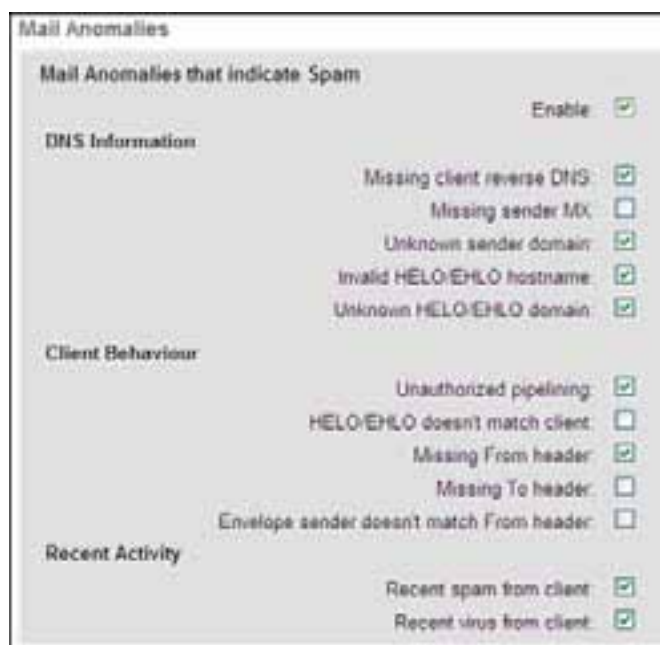 Mail Anomalies
Mail Anomalies that indicate Spam
Enable:
DNS Information
Missing client reverse DNS:
Missing sender MX:
Unknown sender domain:
Invalid HELO/EHLO hostname:
Unknown HELO/EHLO domain:
Client Behaviour
Unauthorized pipelining:
HELO/EHLO doesn't match client:
Missing From header:
Missing To header:
Envelope sender doesn't match From header:
Recent Activity
Recent spam from client:
Recent virus from client: